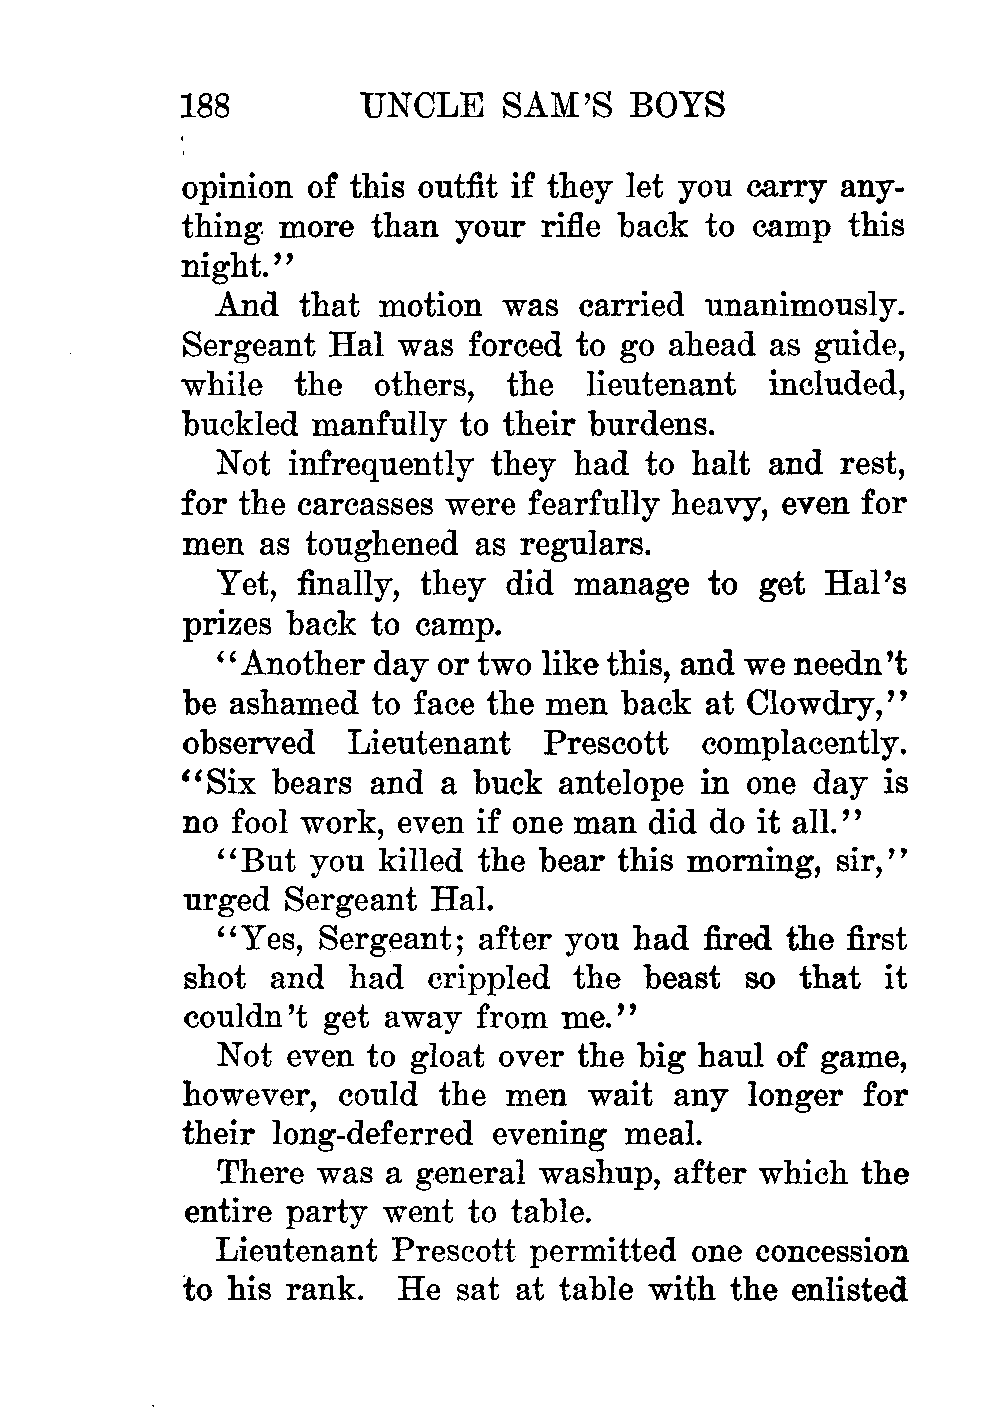 188 UNCLE SAM'S BOYS
opinion of this outfit if they let you carry any-
thing more than your rifle back to camp this
night."
And that motion was carried unanimously.
Sergeant Hal was forced to go ahead as guide,
while the others, the lieutenant included,
buckled manfully to their burdens.
Not infrequently they had to halt and rest,
for the carcasses were fearfully heavy, even for
men as toughened as regulars.
Yet, finally, they did manage to get Hal's
prizes back to camp.
"Another day or two like this, and we needn't
be ashamed to face the men back at Clowdry,"
observed Lieutenant Prescott complacently.
"Six bears and a buck antelope in one day is
no fool work, even if one man did do it all."
"But you killed the bear this morning, sir,"
urged Sergeant Hal.
"Yes, Sergeant; after you had fired the first
shot and had crippled the beast so that it
couldn't get away from me."
Not even to gloat over the big haul of game,
however, could the men wait any longer for
their long-deferred evening meal.
There was a general washup, after which the
entire party went to table.
Lieutenant Prescott permitted one concession
to his rank. He sat at table with the enlisted